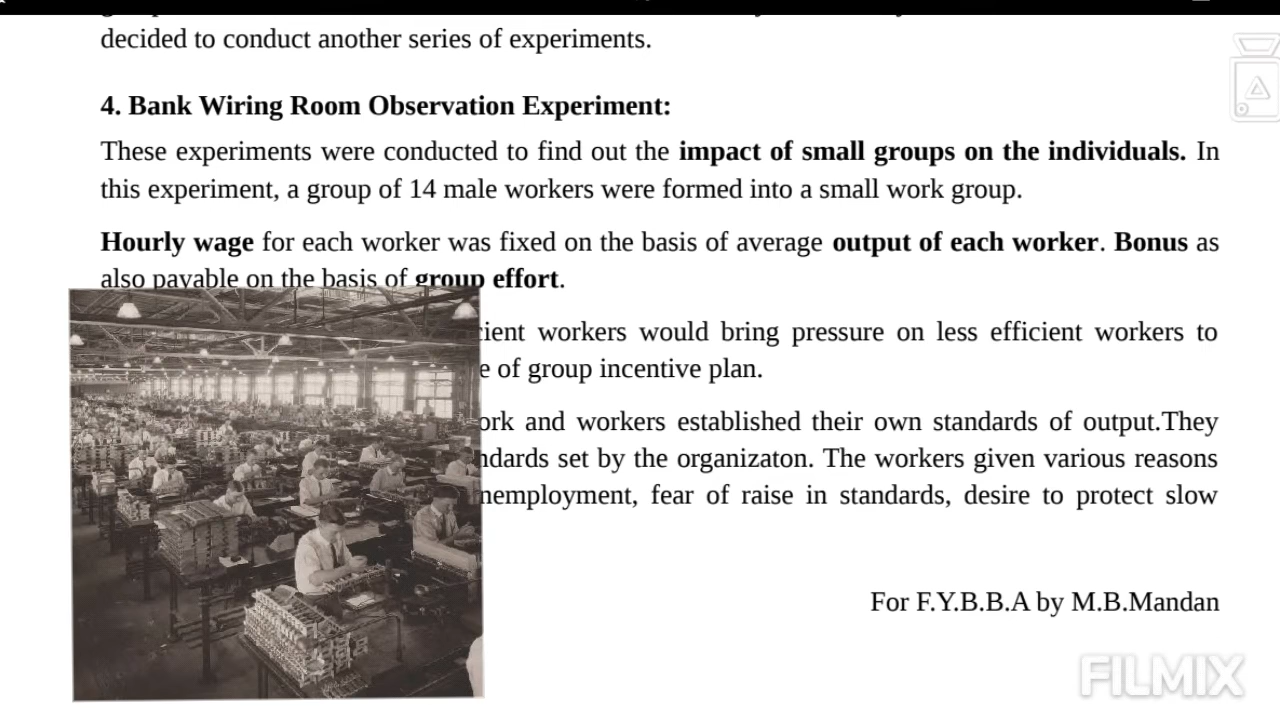 decided to conduct another series of experiments.
4. Bank Wiring Room Observation Experiment:
These experiments were conducted to find out the impact of small groups on the individuals. In
this experiment, a group of 14 male workers were formed into a small work group.
Hourly wage for each worker was fixed on the basis of average output of each worker. Bonus as
also payable on the basis of group effort.
workers would bring pressure on less efficient workers to
of group incentive plan.
and workers established their own standards of output.They
set by the organizaton. The workers given various reasons
fear of raise in standards, desire to protect slow
For F.Y.B.B.A by M.B.Mandan
FILMIX